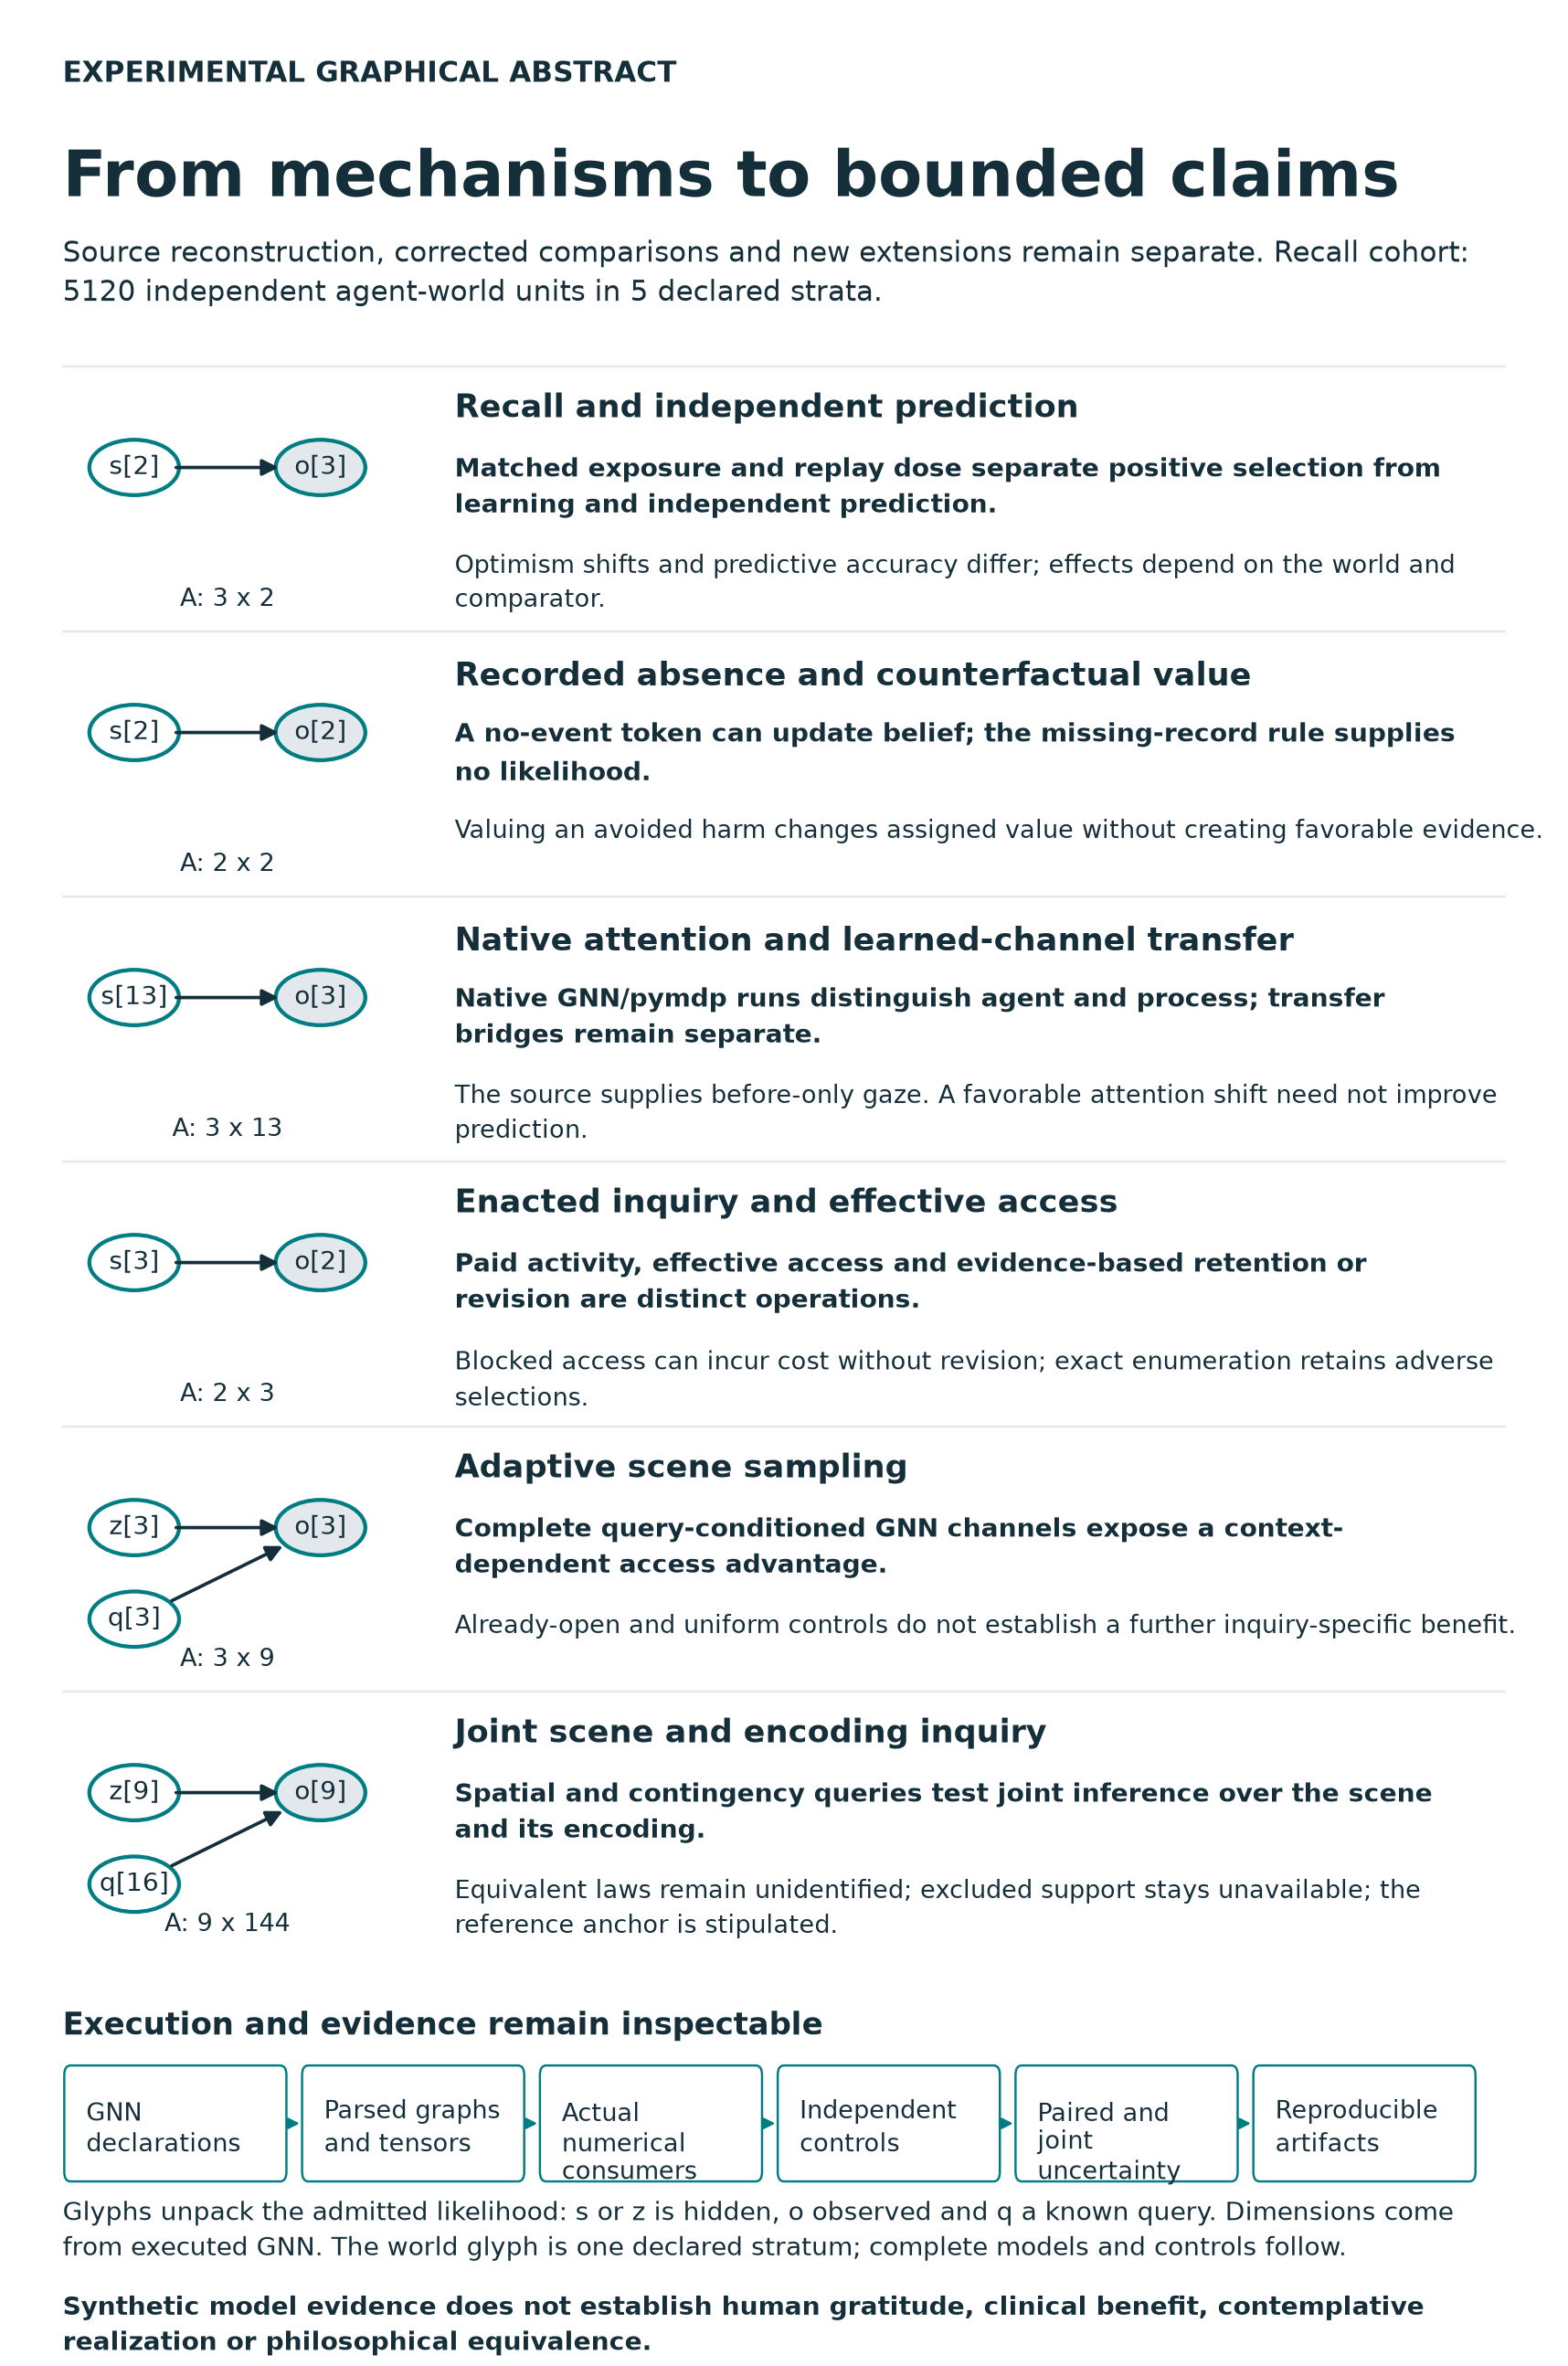 EXPERIMENTAL GRAPHICAL ABSTRACT
From mechanisms to bounded claims
Source reconstruction, corrected comparisons and new extensions remain separate. Recall cohort:
5120 independent agent-world units in 5 declared strata.
Recall and independent prediction
s[2]
o[3]
Matched exposure and replay dose separate positive selection from
learning and independent prediction.
Optimism shifts and predictive accuracy differ; effects depend on the world and
comparator.
A: 3 x 2
Recorded absence and counterfactual value
s[2]
o[2]
A no-event token can update belief; the missing-record rule supplies
no likelihood.
Valuing an avoided harm changes assigned value without creating favorable evidence.
A: 2 x 2
Native attention and learned-channel transfer
s[13]
o[3]
Native GNN/pymdp runs distinguish agent and process; transfer
bridges remain separate.
The source supplies before-only gaze. A favorable attention shift need not improve
prediction.
A: 3 x 13
Enacted inquiry and effective access
s[3]
o[2]
Paid activity, effective access and evidence-based retention or
revision are distinct operations.
Blocked access can incur cost without revision; exact enumeration retains adverse
selections.
A: 2 x 3
Adaptive scene sampling
z[3]
o[3]
Complete query-conditioned GNN channels expose a context-
dependent access advantage.
q[3]
Already-open and uniform controls do not establish a further inquiry-specific benefit.
A: 3 x 9
Joint scene and encoding inquiry
z[9]
o[9]
Spatial and contingency queries test joint inference over the scene
and its encoding.
q[16]
Equivalent laws remain unidentified; excluded support stays unavailable; the
reference anchor is stipulated.
A: 9 x 144
Execution and evidence remain inspectable
GNN
declarations
Parsed graphs
and tensors
Actual
numerical
consumers
Independent
controls
Paired and
joint
uncertainty
Reproducible
artifacts
Glyphs unpack the admitted likelihood: s or z is hidden, o observed and q a known query. Dimensions come
from executed GNN. The world glyph is one declared stratum; complete models and controls follow.
Synthetic model evidence does not establish human gratitude, clinical benefit, contemplative
realization or philosophical equivalence.